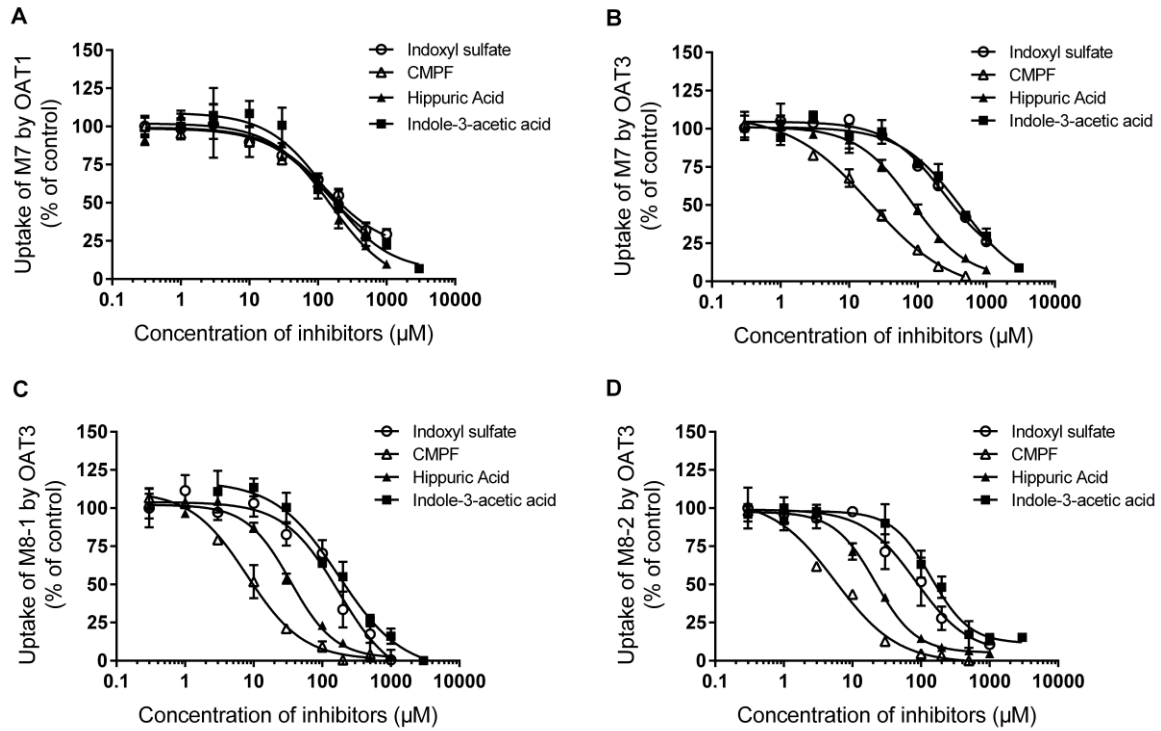 A
Uptake of M7 by OAT1
(% of control)
150
125
100
75
50
25
0
0.1 1 10 100 1000 10000
Concentration of inhibitors (µM)
Indoxyl sulfate
CMPF
Hippuric Acid
Indole-3-acetic acid
B
Uptake of M7 by OAT3
(% of control)
150
125
100
75
50
25
0
0.1 1 10 100 1000 10000
Concentration of inhibitors (µM)
Indoxyl sulfate
CMPF
Hippuric Acid
Indole-3-acetic acid
C
Uptake of M8-1 by OAT3
(% of control)
150
125
100
75
50
25
0
0.1 1 10 100 1000 10000
Concentration of inhibitors (µM)
Indoxyl sulfate
CMPF
Hippuric Acid
Indole-3-acetic acid
D
Uptake of M8-2 by OAT3
(% of control)
150
125
100
75
50
25
0
0.1 1 10 100 1000 10000
Concentration of inhibitors (µM)
Indoxyl sulfate
CMPF
Hippuric Acid
Indole-3-acetic acid